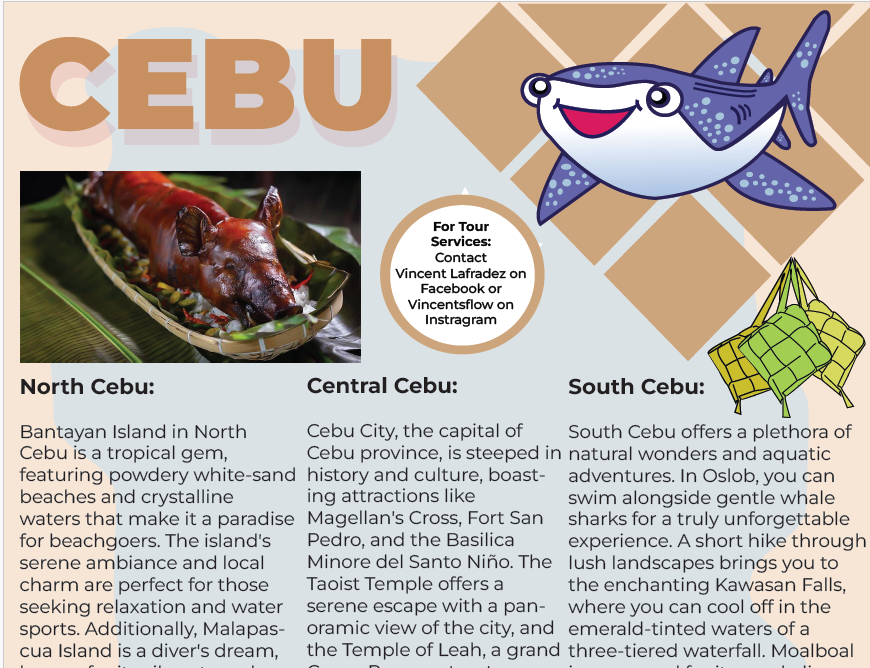 CEBU
For Tour
Services:
Contact
Vincent Lafradez on
Facebook or
Vincentsflow on
Instragram
North Cebu:
Bantayan Island in North
Cebu is a tropical gem,
featuring powdery white-sand
beaches and crystalline
waters that make it a paradise
for beachgoers. The island's
serene ambiance and local
charm are perfect for those
seeking relaxation and water
sports. Additionally, Malapas-
cua Island is a diver's dream,
Central Cebu:
Cebu City, the capital of
Cebu province, is steeped in
history and culture, boast-
ing attractions like
Magellan's Cross, Fort San
Pedro, and the Basilica
Minore del Santo Niño. The
Taoist Temple offers a
serene escape with a pan-
oramic view of the city, and
the Temple of Leah, a grand
South Cebu:
South Cebu offers a plethora of
natural wonders and aquatic
adventures. In Oslob, you can
swim alongside gentle whale
sharks for a truly unforgettable
experience. A short hike through
lush landscapes brings you to
the enchanting Kawasan Falls,
where you can cool off in the
emerald-tinted waters of a
three-tiered waterfall. Moalboal